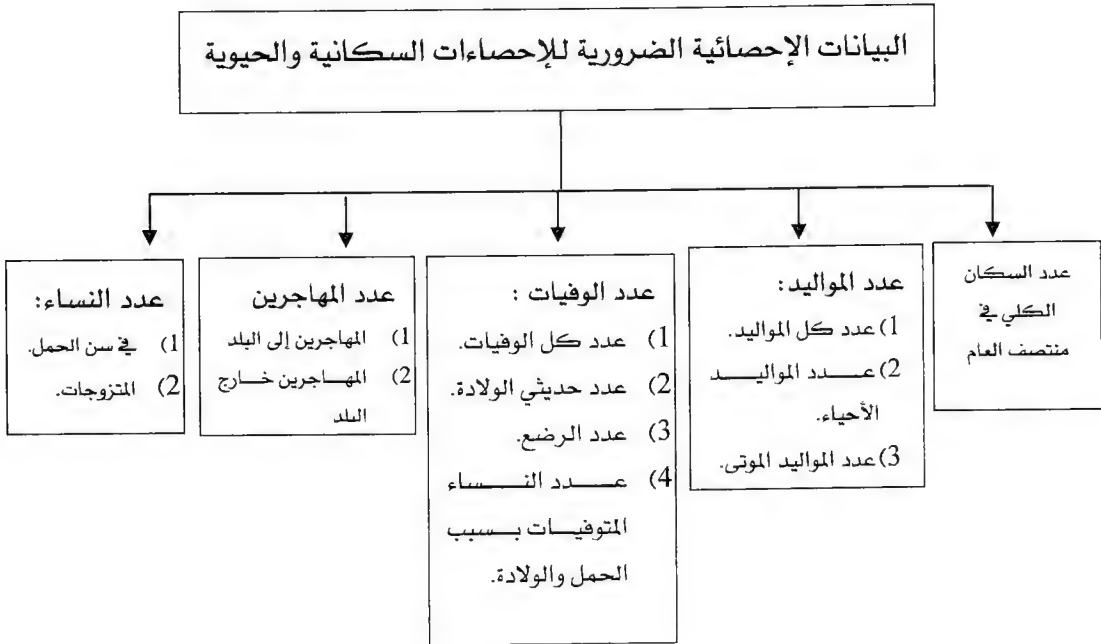 البيانات الإحصائية الضرورية للإحصاءات السكانية والحيوية
عدد السكان
الكلي في
منتصف العام
عدد المواليد:
1) عدد كل المواليد.
2) عدد المواليد
الأحياء.
3) عدد المواليد الموتى.
عدد الوفيات :
1) عدد كل الوفيات.
2) عدد حديثي الولادة.
3) عدد الرضع.
4) عدد النساء
المتوفيات بسبب
الحمل والولادة.
عدد المهاجرين
1) المهاجرين إلى البلد
2) المهاجرين خارج
البلد
عدد النساء:
1) في سن الحمل.
2) المتزوجات.